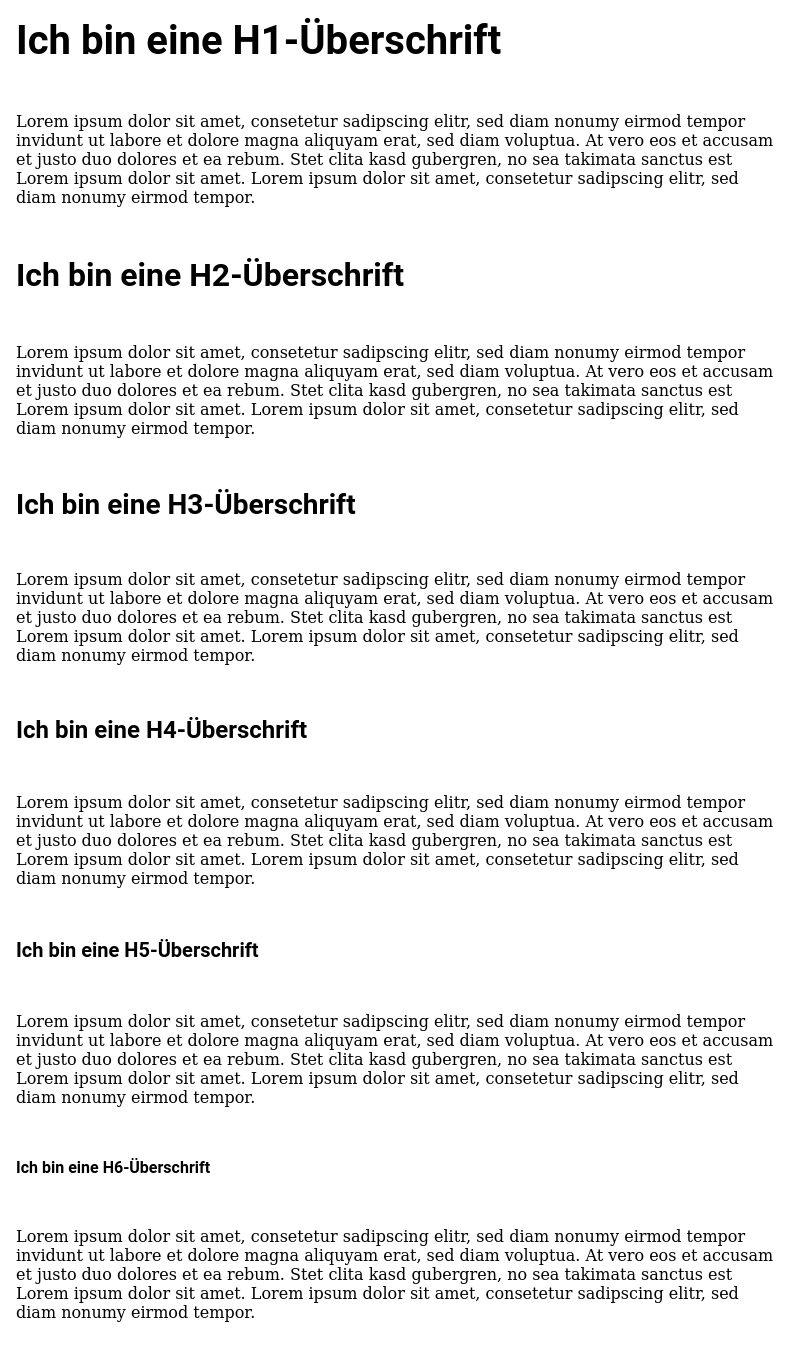 Ich bin eine H1-Überschrift
Lorem ipsum dolor sit amet, consetetur sadipscing elitr, sed diam nonumy eirmod tempor
invidunt ut labore et dolore magna aliquyam erat, sed diam voluptua. At vero eos et accusam
et justo duo dolores et ea rebum. Stet clita kasd gubergren, no sea takimata sanctus est
Lorem ipsum dolor sit amet. Lorem ipsum dolor sit amet, consetetur sadipscing elitr, sed
diam nonumy eirmod tempor.
Ich bin eine H2-Überschrift
Lorem ipsum dolor sit amet, consetetur sadipscing elitr, sed diam nonumy eirmod tempor
invidunt ut labore et dolore magna aliquyam erat, sed diam voluptua. At vero eos et accusam
et justo duo dolores et ea rebum. Stet clita kasd gubergren, no sea takimata sanctus est
Lorem ipsum dolor sit amet. Lorem ipsum dolor sit amet, consetetur sadipscing elitr, sed
diam nonumy eirmod tempor.
Ich bin eine H3-Überschrift
Lorem ipsum dolor sit amet, consetetur sadipscing elitr, sed diam nonumy eirmod tempor
invidunt ut labore et dolore magna aliquyam erat, sed diam voluptua. At vero eos et accusam
et justo duo dolores et ea rebum. Stet clita kasd gubergren, no sea takimata sanctus est
Lorem ipsum dolor sit amet. Lorem ipsum dolor sit amet, consetetur sadipscing elitr, sed
diam nonumy eirmod tempor.
Ich bin eine H4-Überschrift
Lorem ipsum dolor sit amet, consetetur sadipscing elitr, sed diam nonumy eirmod tempor
invidunt ut labore et dolore magna aliquyam erat, sed diam voluptua. At vero eos et accusam
et justo duo dolores et ea rebum. Stet clita kasd gubergren, no sea takimata sanctus est
Lorem ipsum dolor sit amet. Lorem ipsum dolor sit amet, consetetur sadipscing elitr, sed
diam nonumy eirmod tempor.
Ich bin eine H5-Überschrift
Lorem ipsum dolor sit amet, consetetur sadipscing elitr, sed diam nonumy eirmod tempor
invidunt ut labore et dolore magna aliquyam erat, sed diam voluptua. At vero eos et accusam
et justo duo dolores et ea rebum. Stet clita kasd gubergren, no sea takimata sanctus est
Lorem ipsum dolor sit amet. Lorem ipsum dolor sit amet, consetetur sadipscing elitr, sed
diam nonumy eirmod tempor.
Ich bin eine H6-Überschrift
Lorem ipsum dolor sit amet, consetetur sadipscing elitr, sed diam nonumy eirmod tempor
invidunt ut labore et dolore magna aliquyam erat, sed diam voluptua. At vero eos et accusam
et justo duo dolores et ea rebum. Stet clita kasd gubergren, no sea takimata sanctus est
Lorem ipsum dolor sit amet. Lorem ipsum dolor sit amet, consetetur sadipscing elitr, sed
diam nonumy eirmod tempor.